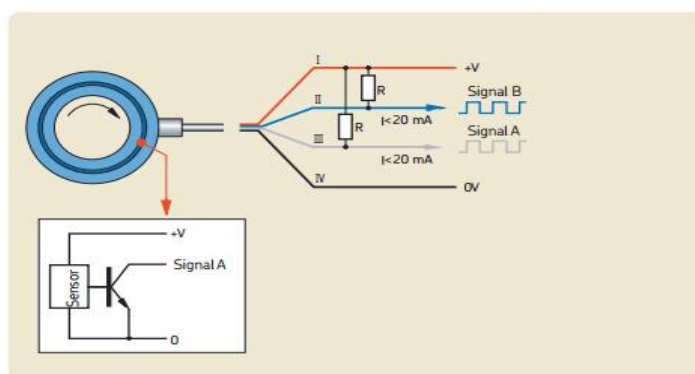 I
+V
R
Signal B
II
I<20 mA
R
Signal A
III
I<20 mA
IV
0V
+V
Sensor
Signal A
0